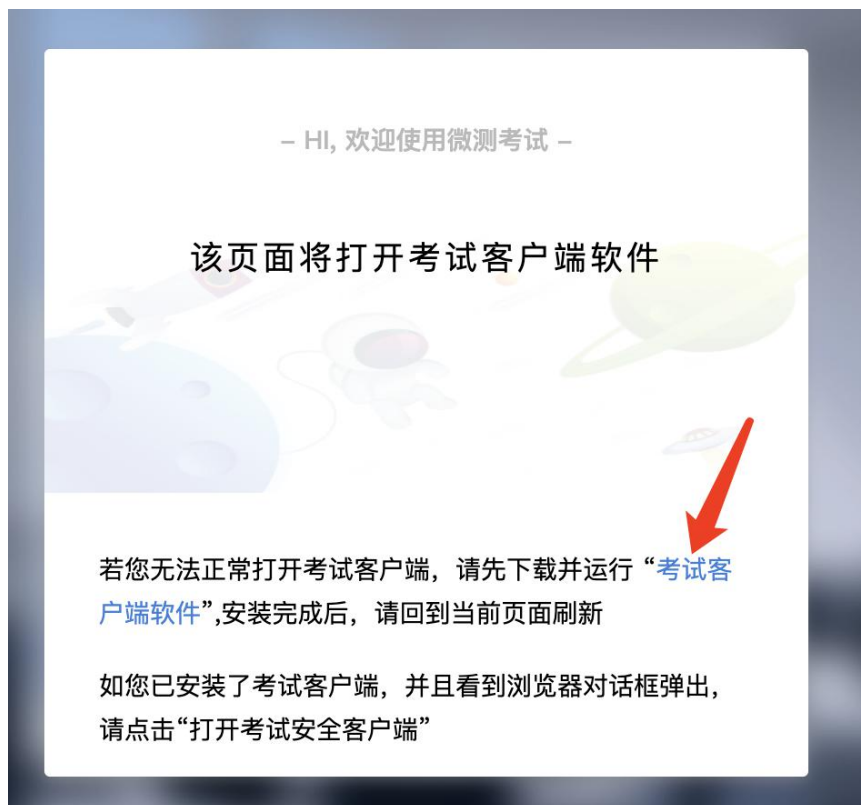 – HI, 欢迎使用微测考试 –
该页面将打开考试客户端软件
若您无法正常打开考试客户端，请先下载并运行“考试客
户端软件”,安装完成后，请回到当前页面刷新
如您已安装了考试客户端，并且看到浏览器对话框弹出，
请点击“打开考试安全客户端”